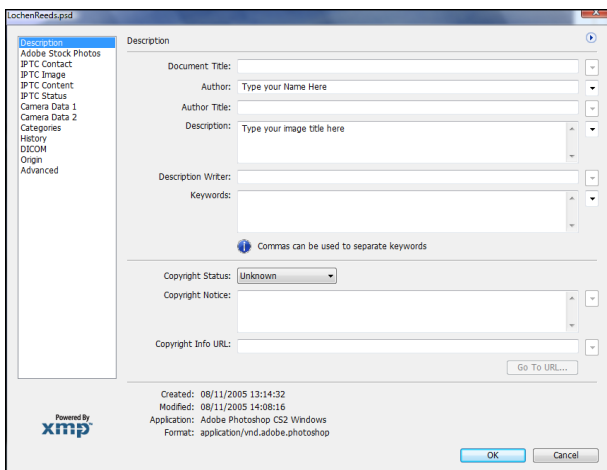 LochenReeds.psd
Description
Adobe Stock Photos
IPTC Contact
IPTC Image
IPTC Content
IPTC Status
Camera Data 1
Camera Data 2
Categories
History
DICOM
Origin
Advanced
Description
Document Title:
Author: Type your Name Here
Author Title:
Description: Type your image title here
Description Writer:
Keywords:
Commas can be used to separate keywords
Copyright Status: Unknown
Copyright Notice:
Copyright Info URL:
Go To URL...
Created: 08/11/2005 13:14:32
Modified: 08/11/2005 14:08:16
Application: Adobe Photoshop CS2 Windows
Format: application/vnd.adobe.photoshop
Powered By
xmp
OK Cancel